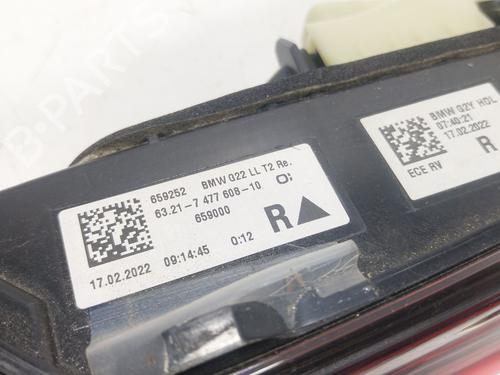 659252 BMW G22 LL T2 Re.
63.21-7 477 608-10
659000
R
17.02.2022 09:14:45 0:12
BMW G2Y HDL
07:40:21
17.02.2022
ECE RV R